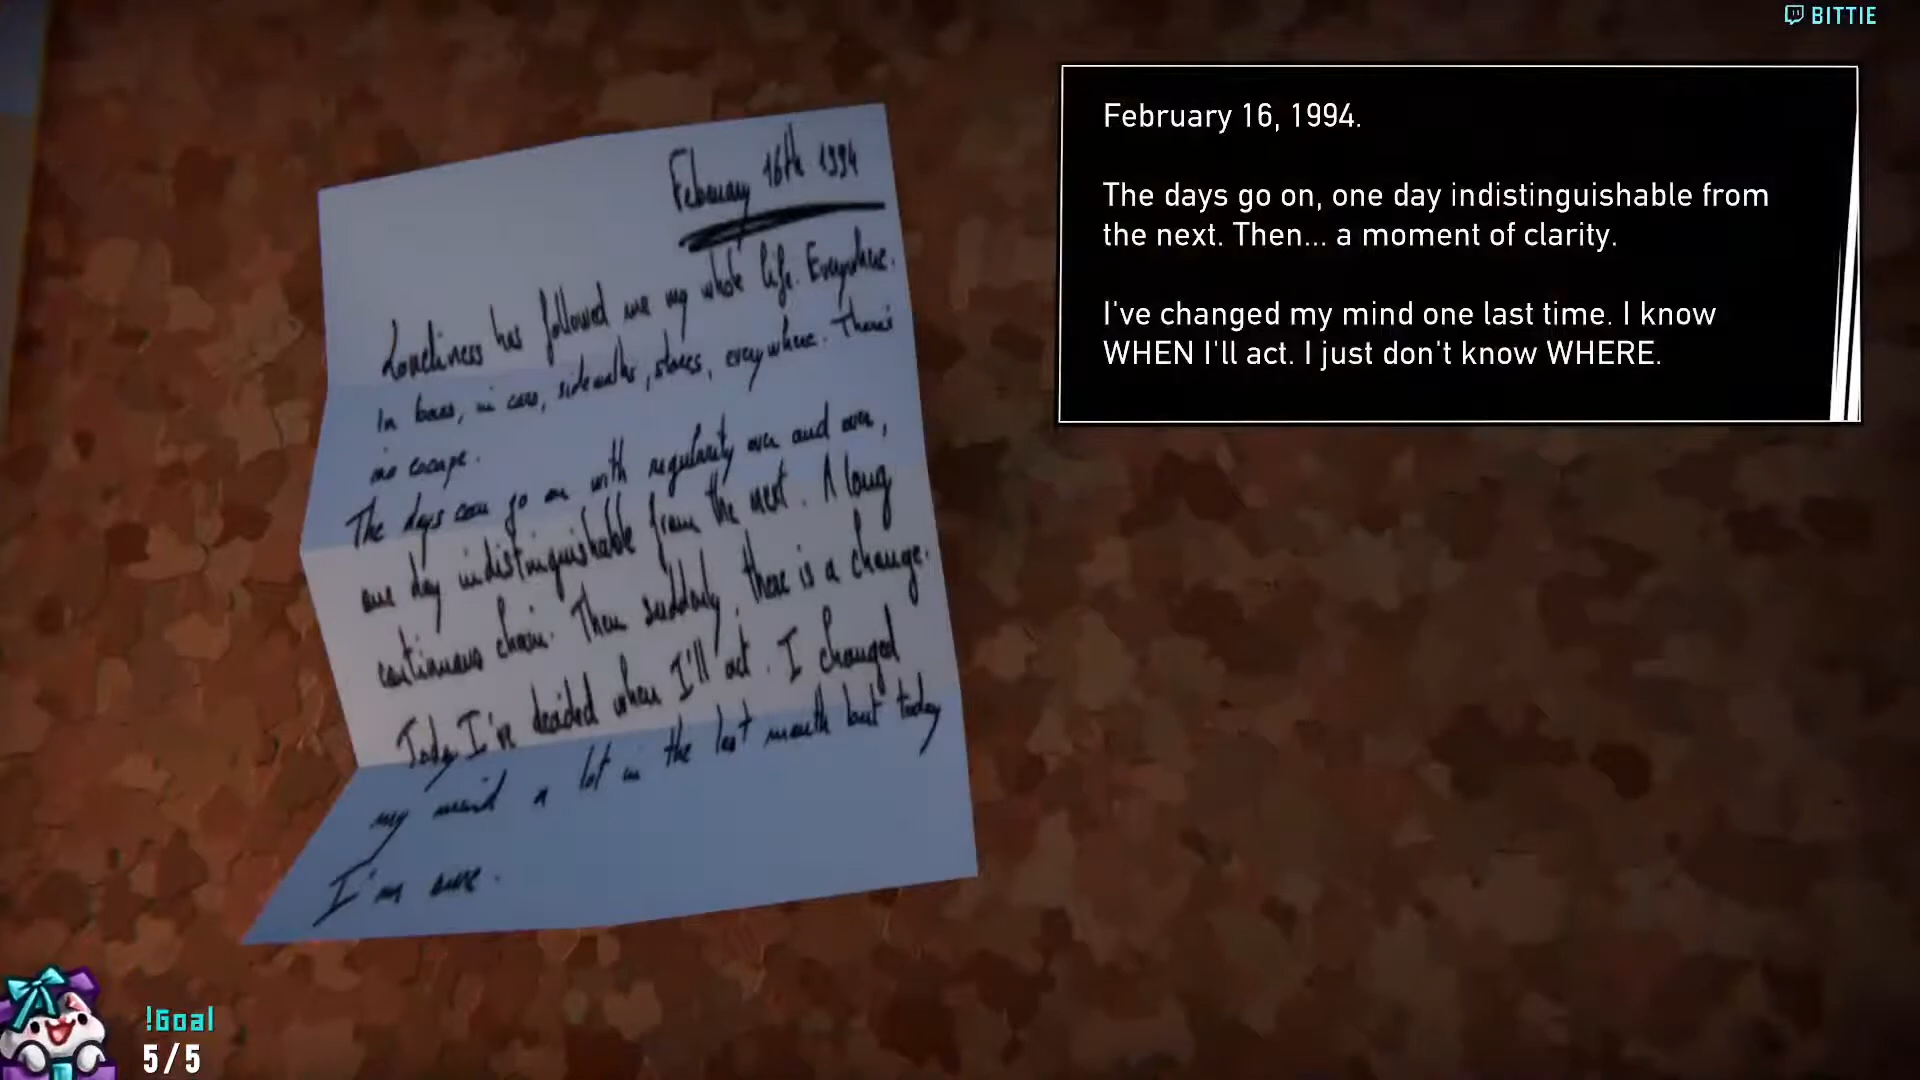 BITTIE
February 16th 1994
Loneliness has followed me my whole life. Everywhere.
In bars, in cars, sidewalks, stores, everywhere. There's
no escape.
The days can go on with regularity over and over,
one day indistinguishable from the next. A long
continuous chain. Then suddenly, there is a change.
Today I've decided when I'll act. I changed
my mind a lot in the last month but today
I'm sure.
February 16, 1994.
The days go on, one day indistinguishable from
the next. Then... a moment of clarity.
I've changed my mind one last time. I know
WHEN I'll act. I just don't know WHERE.
!Goal
5/5